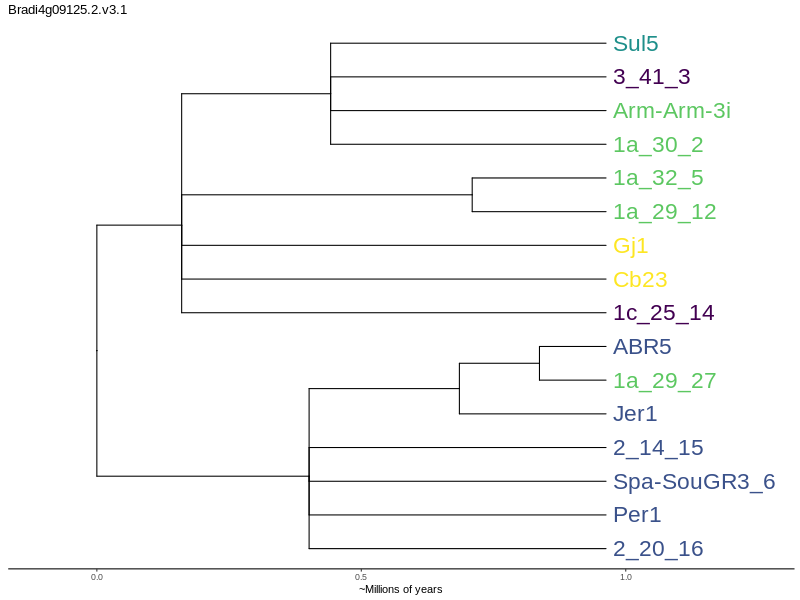 Bradi4g09125.2.v3.1
Sul5
3_41_3
Arm-Arm-3i
1a_30_2
1a_32_5
1a_29_12
Gj1
Cb23
1c_25_14
ABR5
1a_29_27
Jer1
2_14_15
Spa-SouGR3_6
Per1
2_20_16
0.0 0.5 1.0
~Millions of years